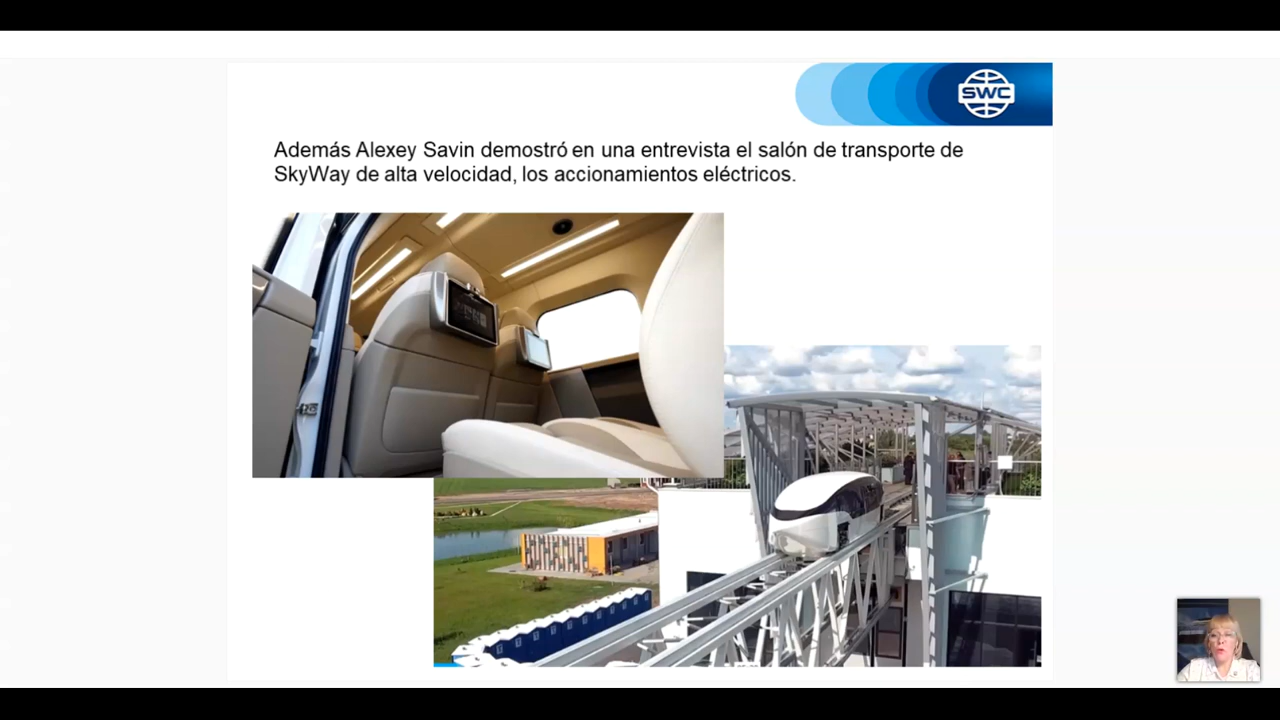 SWC
Además Alexey Savin demostró en una entrevista el salón de transporte de
SkyWay de alta velocidad, los accionamientos eléctricos.